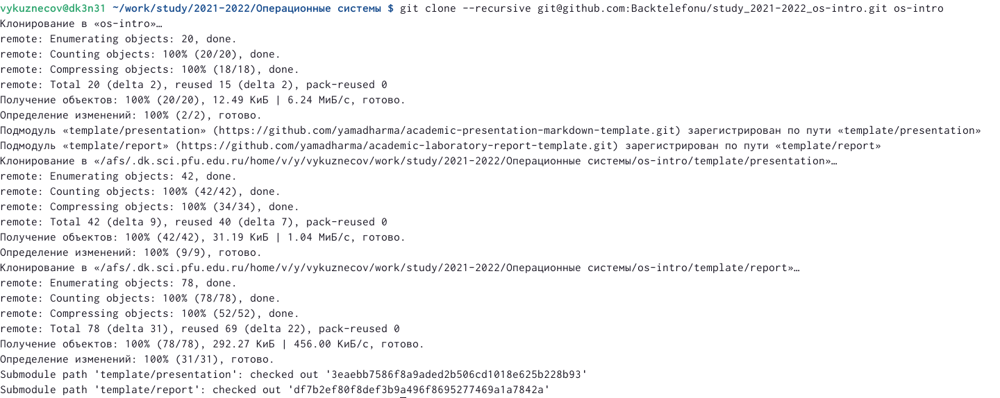 vykuznecov@dk3n31 ~/work/study/2021-2022/Операционные системы $ git clone --recursive git@github.com:Backtelefonu/study_2021-2022_os-intro.git os-intro
Клонирование в «os-intro»…
remote: Enumerating objects: 20, done.
remote: Counting objects: 100% (20/20), done.
remote: Compressing objects: 100% (18/18), done.
remote: Total 20 (delta 2), reused 15 (delta 2), pack-reused 0
Получение объектов: 100% (20/20), 12.49 КиБ | 6.24 МиБ/с, готово.
Определение изменений: 100% (2/2), готово.
Подмодуль «template/presentation» (https://github.com/yamadharma/academic-presentation-markdown-template.git) зарегистрирован по пути «template/presentation»
Подмодуль «template/report» (https://github.com/yamadharma/academic-laboratory-report-template.git) зарегистрирован по пути «template/report»
Клонирование в «/afs/.dk.sci.pfu.edu.ru/home/v/y/vykuznecov/work/study/2021-2022/Операционные системы/os-intro/template/presentation»…
remote: Enumerating objects: 42, done.
remote: Counting objects: 100% (42/42), done.
remote: Compressing objects: 100% (34/34), done.
remote: Total 42 (delta 9), reused 40 (delta 7), pack-reused 0
Получение объектов: 100% (42/42), 31.19 КиБ | 1.04 МиБ/с, готово.
Определение изменений: 100% (9/9), готово.
Клонирование в «/afs/.dk.sci.pfu.edu.ru/home/v/y/vykuznecov/work/study/2021-2022/Операционные системы/os-intro/template/report»…
remote: Enumerating objects: 78, done.
remote: Counting objects: 100% (78/78), done.
remote: Compressing objects: 100% (52/52), done.
remote: Total 78 (delta 31), reused 69 (delta 22), pack-reused 0
Получение объектов: 100% (78/78), 292.27 КиБ | 456.00 КиБ/с, готово.
Определение изменений: 100% (31/31), готово.
Submodule path 'template/presentation': checked out '3eaebb7586f8a9aded2b506cd1018e625b228b93'
Submodule path 'template/report': checked out 'df7b2ef80f8def3b9a496f8695277469a1a7842a'